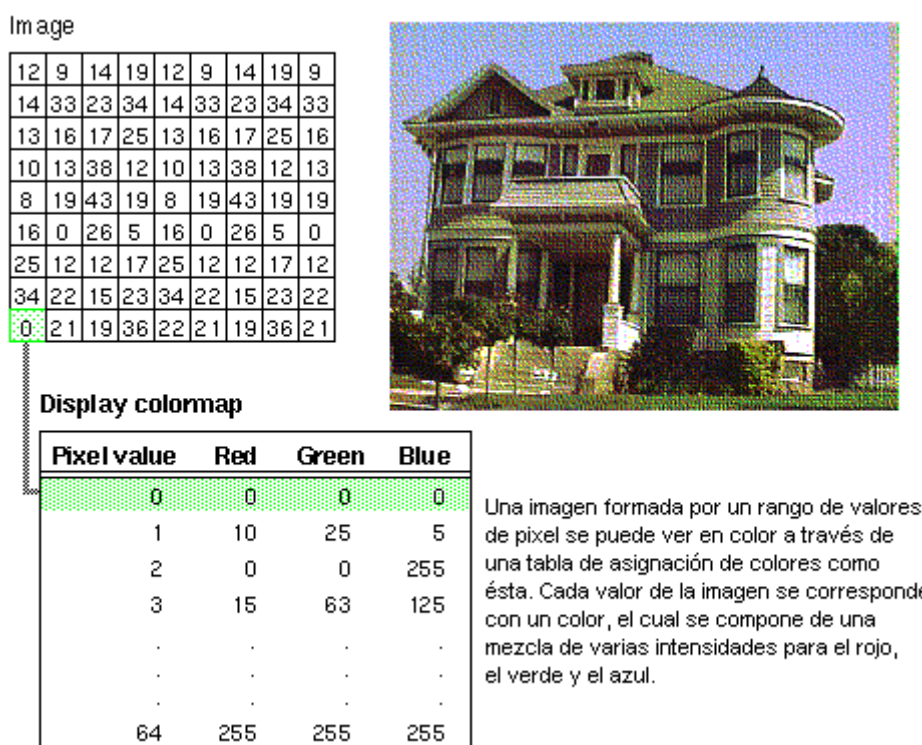 Image
12 9 14 19 12 9 14 19 9
14 33 23 34 14 33 23 34 33
13 16 17 25 13 16 17 25 16
10 13 38 12 10 13 38 12 13
8 19 43 19 8 19 43 19 19
16 0 26 5 16 0 26 5 0
25 12 12 17 25 12 12 17 12
34 22 15 23 34 22 15 23 22
0 21 19 36 22 21 19 36 21
Display colormap
Pixel value Red Green Blue
0 0 0 0
1 10 25 5
2 0 0 255
3 15 63 125
. . . .
. . . .
. . . .
64 255 255 255
Una imagen formada por un rango de valores
de pixel se puede ver en color a través de
una tabla de asignación de colores como
ésta. Cada valor de la imagen se corresponde
con un color, el cual se compone de una
mezcla de varias intensidades para el rojo,
el verde y el azul.